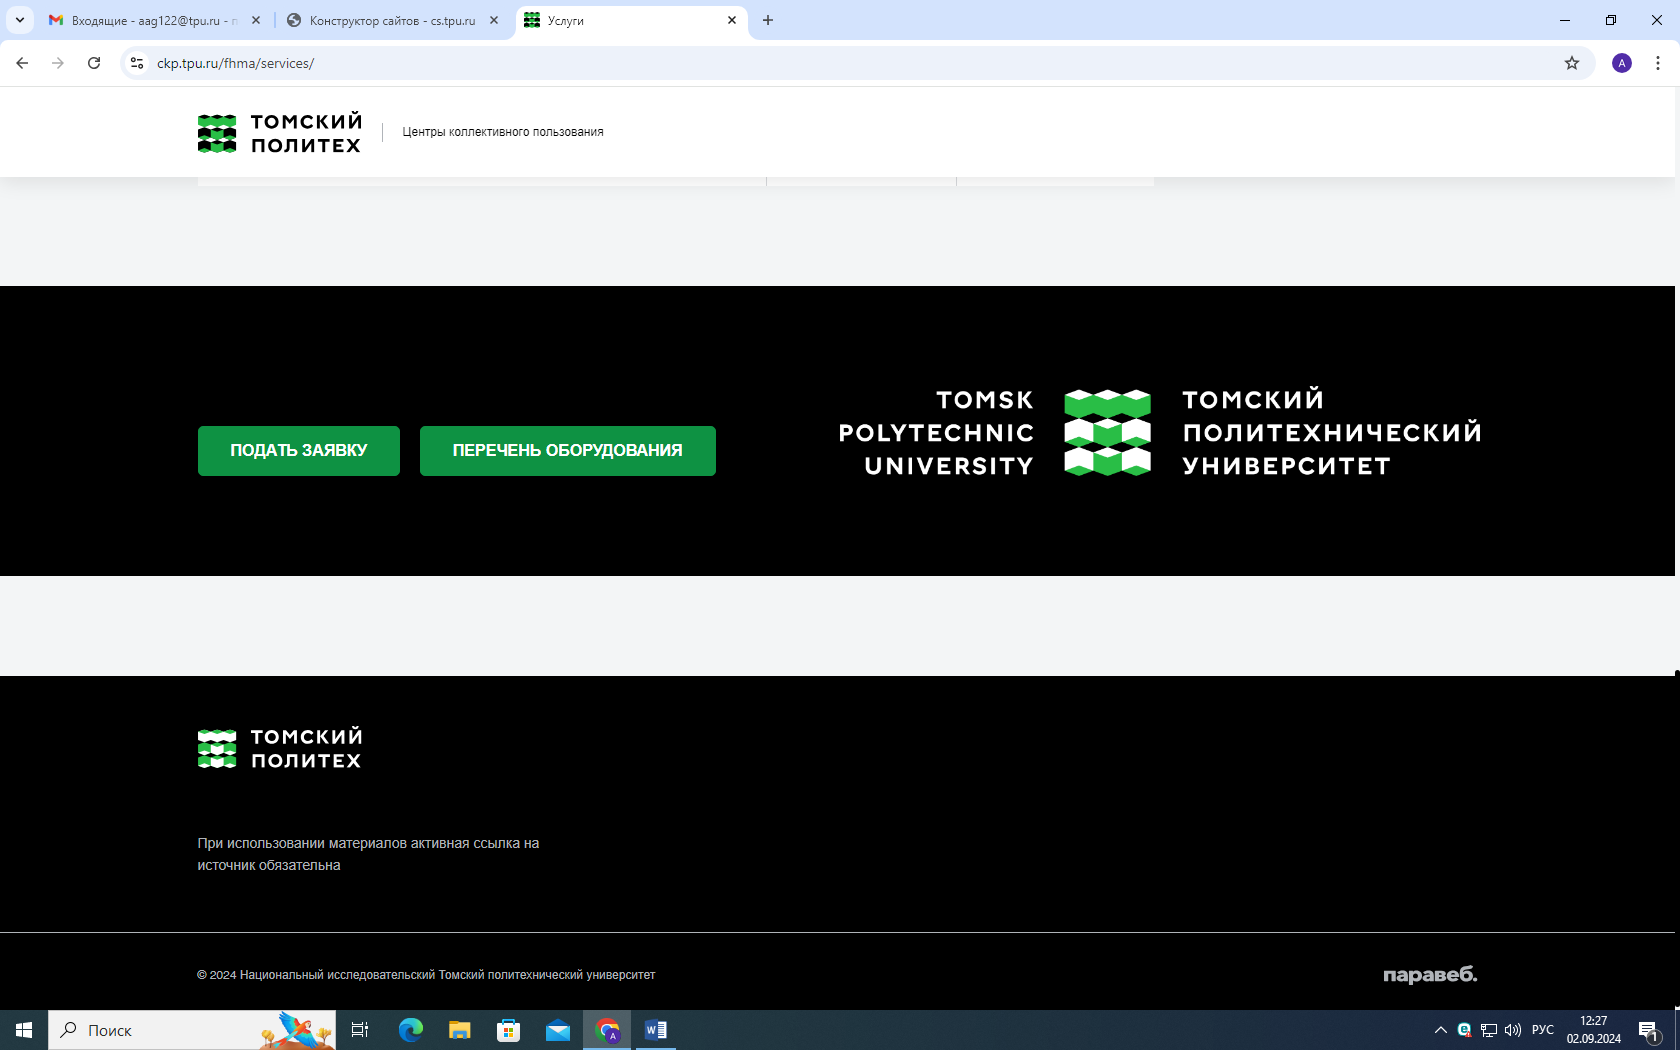 Входящие - aag122@tpu.ru - п
Конструктор сайтов - cs.tpu.ru
Услуги
ckp.tpu.ru/fhma/services/
A
ТОМСКИЙ
ПОЛИТЕХ
Центры коллективного пользования
ПОДАТЬ ЗАЯВКУ
ПЕРЕЧЕНЬ ОБОРУДОВАНИЯ
TOMSK
POLYTECHNIC
UNIVERSITY
ТОМСКИЙ
ПОЛИТЕХНИЧЕСКИЙ
УНИВЕРСИТЕТ
ТОМСКИЙ
ПОЛИТЕХ
При использовании материалов активная ссылка на
источник обязательна
© 2024 Национальный исследовательский Томский политехнический университет
паравеб.
Поиск
A
W
РУС
12:27
02.09.2024
1